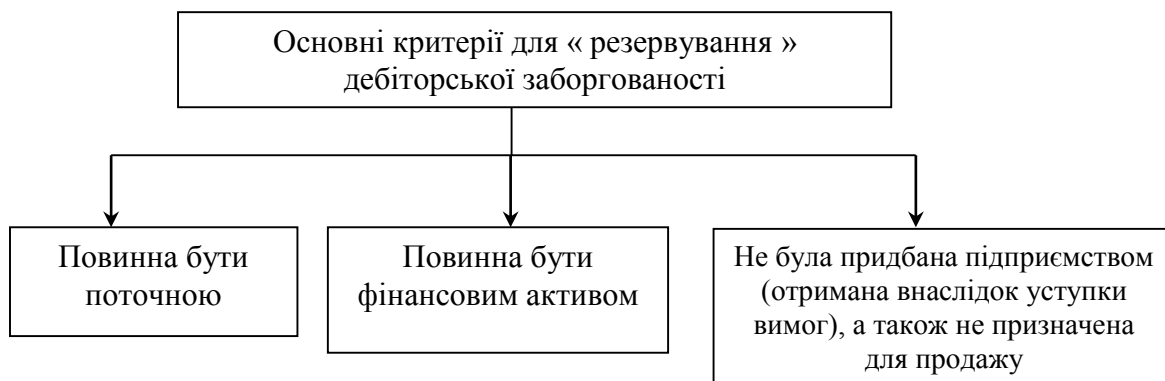 Основні критерії для « резервування »
дебіторської заборгованості
Повинна бути
поточною
Повинна бути
фінансовим активом
Не була придбана підприємством
(отримана внаслідок уступки
вимог), а також не призначена
для продажу